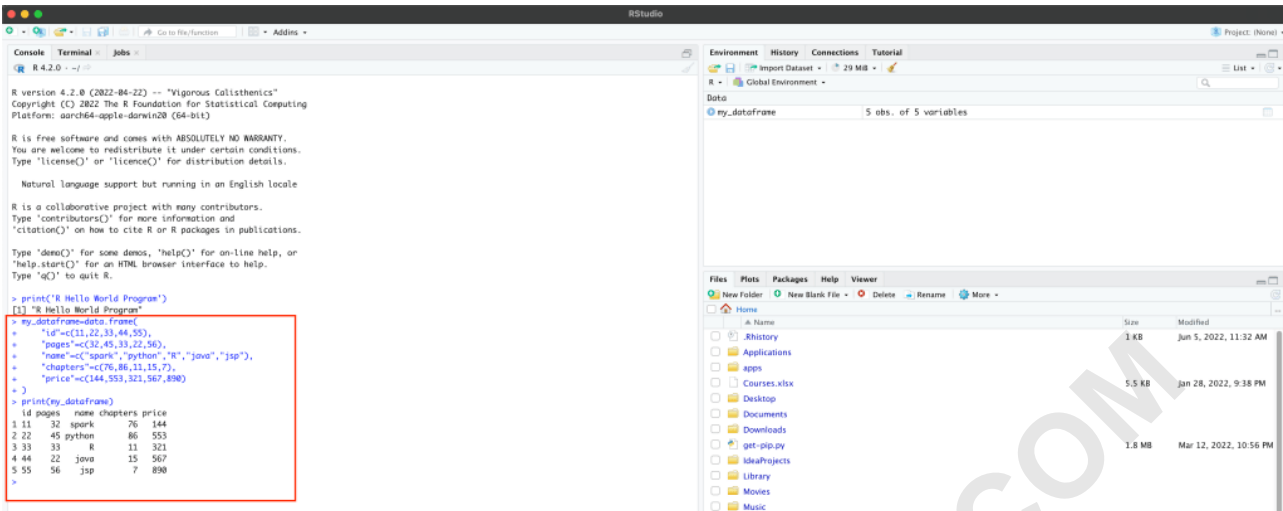 RStudio
Go to file/function
Addins
Project: (None)
Console Terminal Jobs
R 4.2.0 · ~/
R version 4.2.0 (2022-04-22) -- "Vigorous Calisthenics"
Copyright (C) 2022 The R Foundation for Statistical Computing
Platform: aarch64-apple-darwin20 (64-bit)
R is free software and comes with ABSOLUTELY NO WARRANTY.
You are welcome to redistribute it under certain conditions.
Type 'license()' or 'licence()' for distribution details.
Natural language support but running in an English locale
R is a collaborative project with many contributors.
Type 'contributors()' for more information and
'citation()' on how to cite R or R packages in publications.
Type 'demo()' for some demos, 'help()' for on-line help, or
'help.start()' for an HTML browser interface to help.
Type 'q()' to quit R.
> print('R Hello World Program')
[1] "R Hello World Program"
> my_dataframe=data.frame(
+ "id"=c(11,22,33,44,55),
+ "pages"=c(32,45,33,22,56),
+ "name"=c("spark","python","R","java","jsp"),
+ "chapters"=c(76,86,11,15,7),
+ "price"=c(144,553,321,567,890)
+ )
> print(my_dataframe)
id pages name chapters price
1 11 32 spark 76 144
2 22 45 python 86 553
3 33 33 R 11 321
4 44 22 java 15 567
5 55 56 jsp 7 890
>
Environment History Connections Tutorial
Import Dataset 29 MiB
List
R Global Environment
Data
my_dataframe 5 obs. of 5 variables
Files Plots Packages Help Viewer
New Folder New Blank File Delete Rename More
Home
Name Size Modified
.Rhistory 1 KB Jun 5, 2022, 11:32 AM
Applications
apps
Courses.xlsx 5.5 KB Jan 28, 2022, 9:38 PM
Desktop
Documents
Downloads
get-pip.py 1.8 MB Mar 12, 2022, 10:56 PM
IdeaProjects
Library
Movies
Music
COM